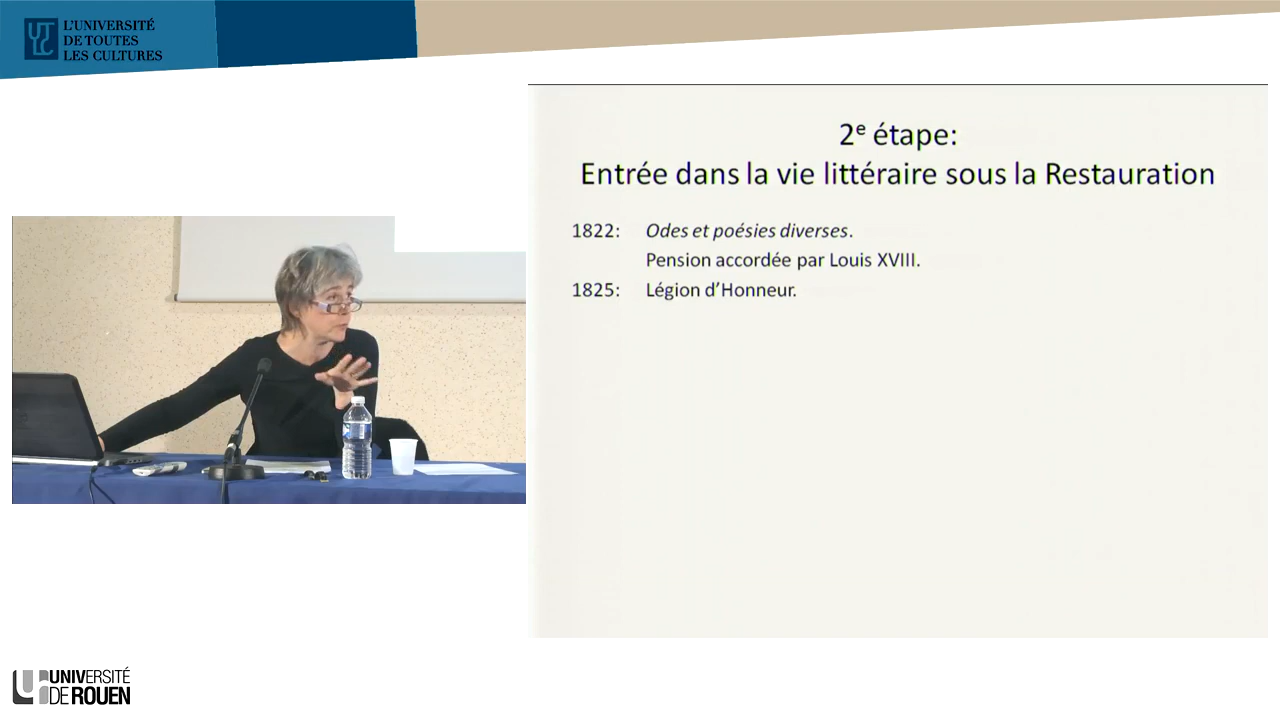 L'UNIVERSITÉ
DE TOUTES
LES CULTURES
2e étape:
Entrée dans la vie littéraire sous la Restauration
1822: Odes et poésies diverses.
Pension accordée par Louis XVIII.
1825: Légion d'Honneur.
UNIVERSITÉ
DE ROUEN